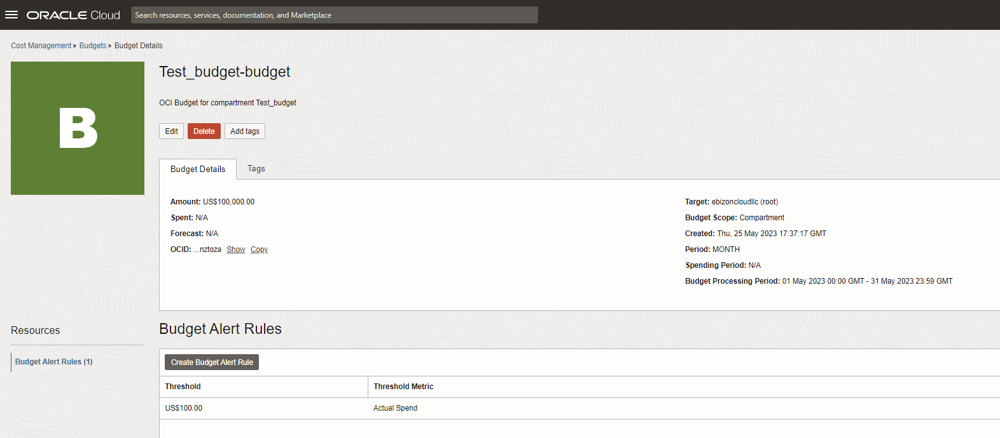 ORACLE Cloud
Search resources, services, documentation, and Marketplace
Cost Management » Budgets » Budget Details
B
Test_budget-budget
OCI Budget for compartment Test_budget
Edit Delete Add tags
Budget Details Tags
Amount: US$100,000.00
Spent: N/A
Forecast: N/A
OCID: ...nztoza Show Copy
Target: ebizoncloudllc (root)
Budget Scope: Compartment
Created: Thu, 25 May 2023 17:37:17 GMT
Period: MONTH
Spending Period: N/A
Budget Processing Period: 01 May 2023 00:00 GMT - 31 May 2023 23:59 GMT
Resources
Budget Alert Rules (1)
Budget Alert Rules
Create Budget Alert Rule
Threshold Threshold Metric
US$100.00 Actual Spend